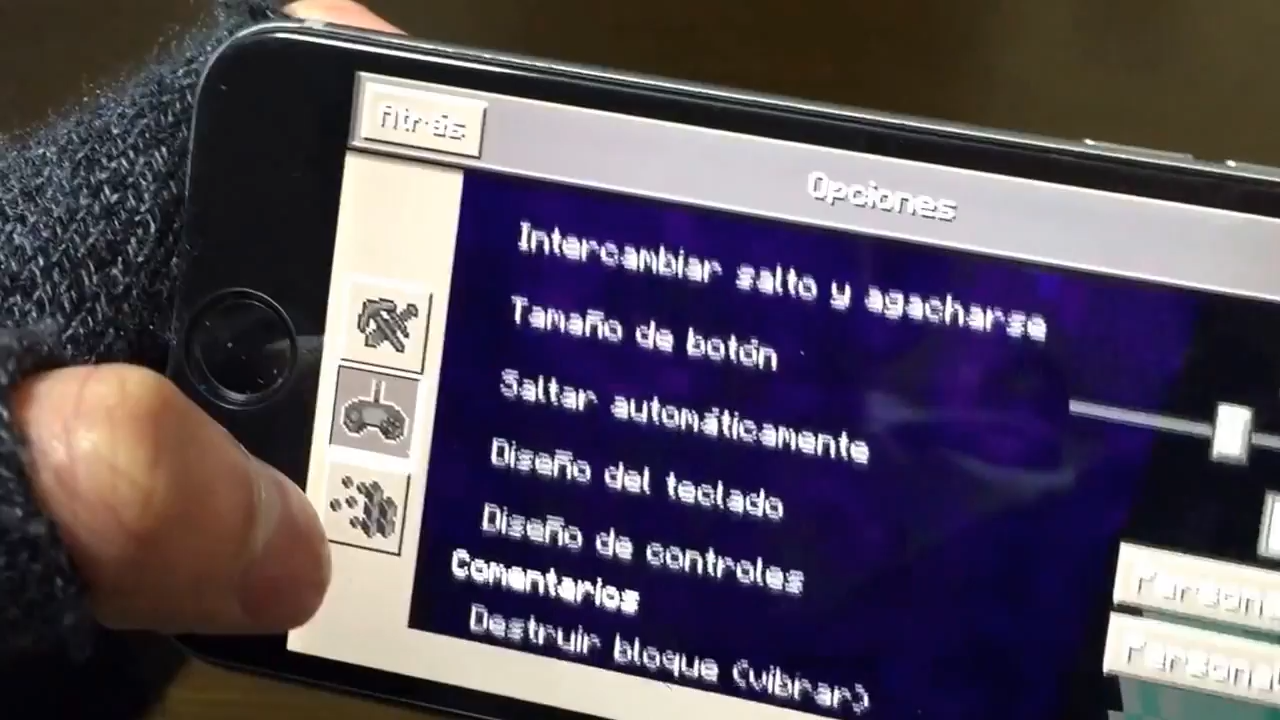 Atrás
Opciones
Intercambiar salto y agacharse
Tamaño de botón
Saltar automáticamente
Diseño del teclado
Diseño de controles
Comentarios
Destruir bloque (vibrar)